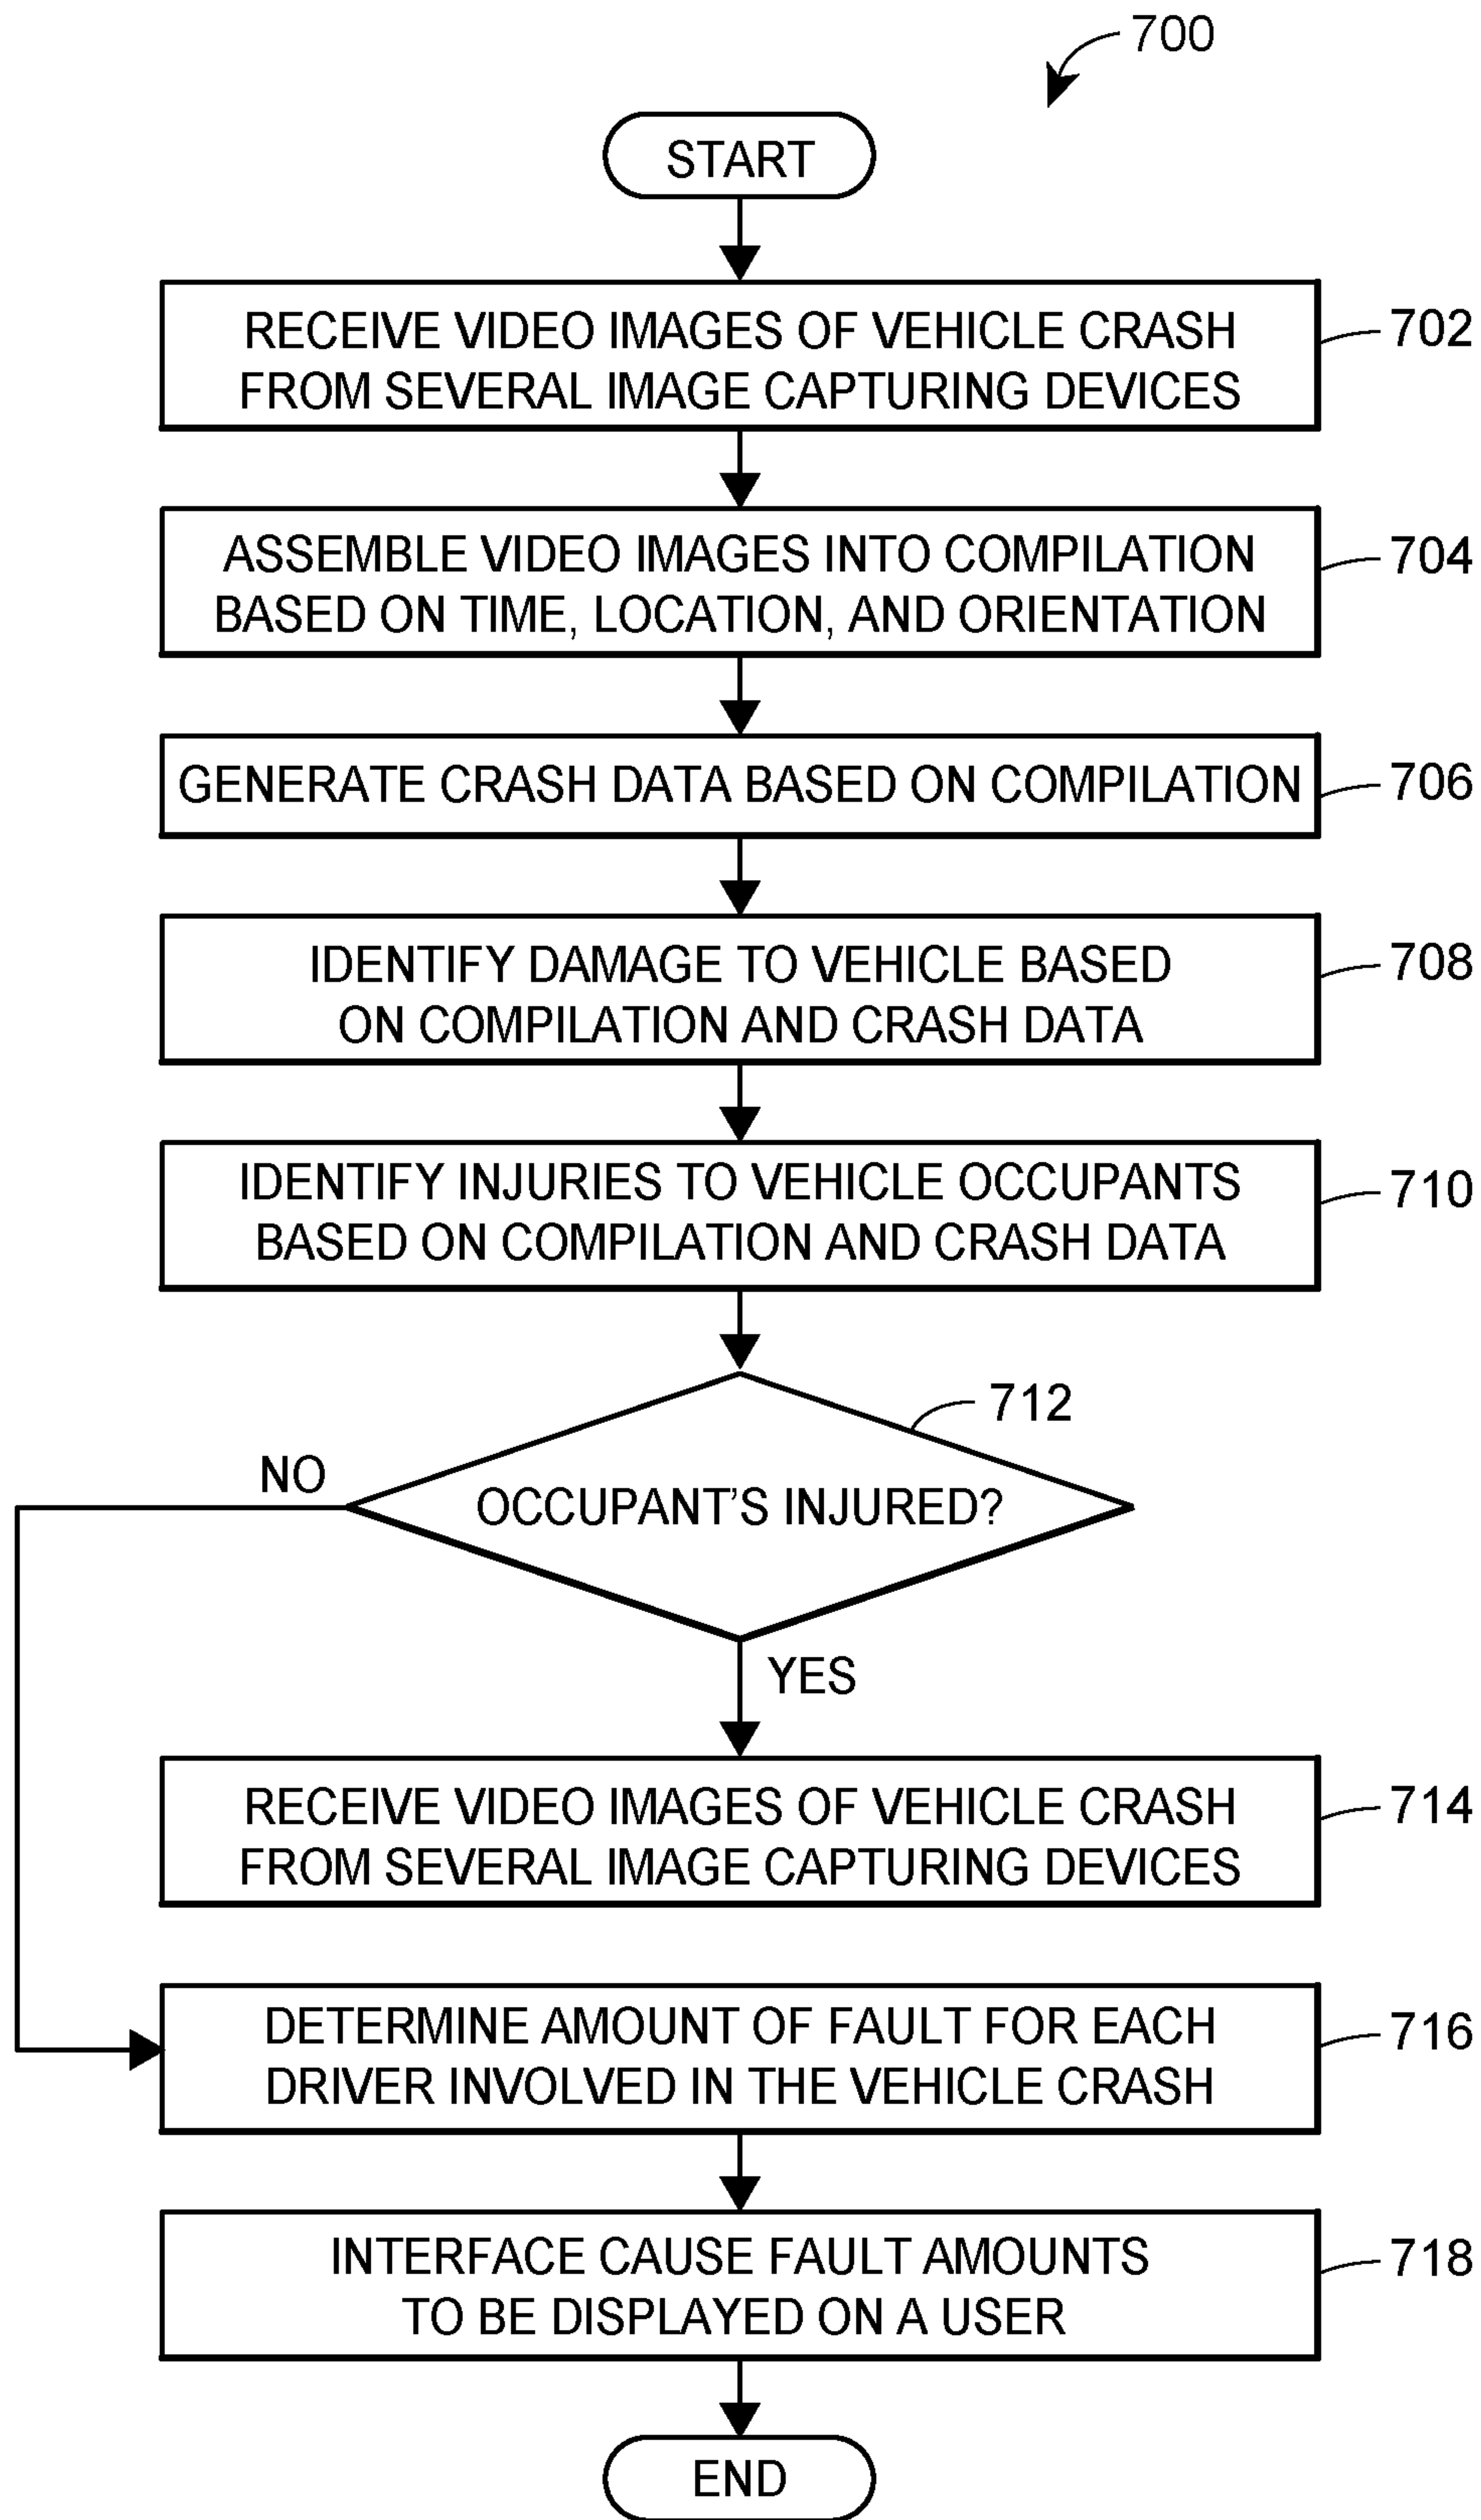 700
START
RECEIVE VIDEO IMAGES OF VEHICLE CRASH
FROM SEVERAL IMAGE CAPTURING DEVICES
702
ASSEMBLE VIDEO IMAGES INTO COMPILATION
BASED ON TIME, LOCATION, AND ORIENTATION
704
GENERATE CRASH DATA BASED ON COMPILATION
706
IDENTIFY DAMAGE TO VEHICLE BASED
ON COMPILATION AND CRASH DATA
708
IDENTIFY INJURIES TO VEHICLE OCCUPANTS
BASED ON COMPILATION AND CRASH DATA
710
712
NO
OCCUPANT'S INJURED?
YES
RECEIVE VIDEO IMAGES OF VEHICLE CRASH
FROM SEVERAL IMAGE CAPTURING DEVICES
714
DETERMINE AMOUNT OF FAULT FOR EACH
DRIVER INVOLVED IN THE VEHICLE CRASH
716
INTERFACE CAUSE FAULT AMOUNTS
TO BE DISPLAYED ON A USER
718
END